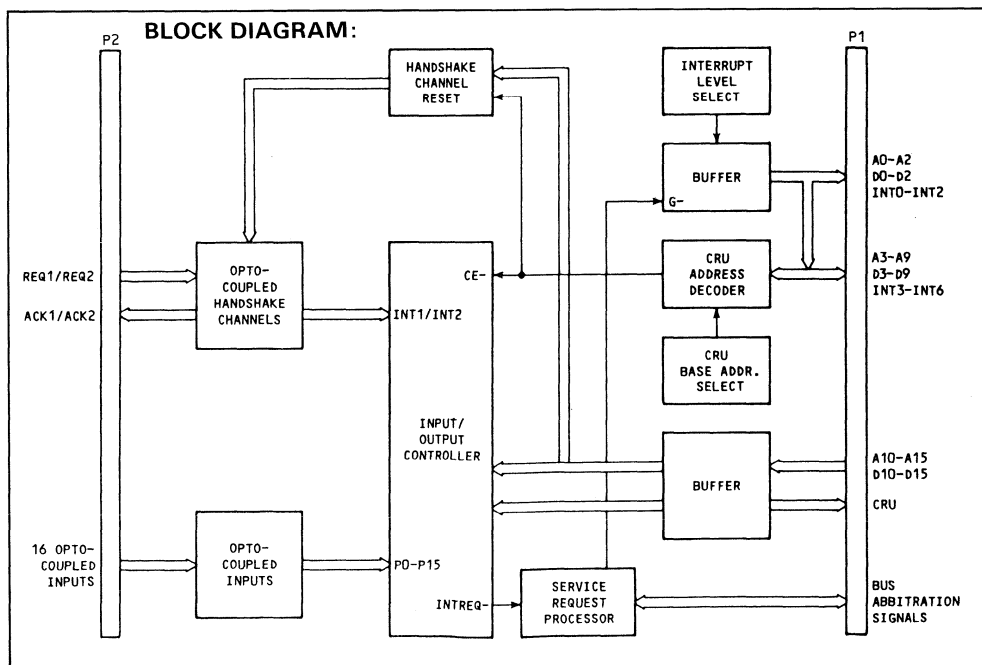 BLOCK DIAGRAM:
P2
P1
HANDSHAKE
CHANNEL
RESET
INTERRUPT
LEVEL
SELECT
BUFFER
G-
A0-A2
D0-D2
INT0-INT2
REQ1/REQ2
ACK1/ACK2
OPTO-
COUPLED
HANDSHAKE
CHANNELS
CE-
INT1/INT2
INPUT/
OUTPUT
CONTROLLER
P0-P15
INTREQ-
CRU
ADDRESS
DECODER
A3-A9
D3-D9
INT3-INT6
CRU
BASE ADDR.
SELECT
BUFFER
A10-A15
D10-D15
CRU
16 OPTO-
COUPLED
INPUTS
OPTO-
COUPLED
INPUTS
SERVICE
REQUEST
PROCESSOR
BUS
ABBITRATION
SIGNALS